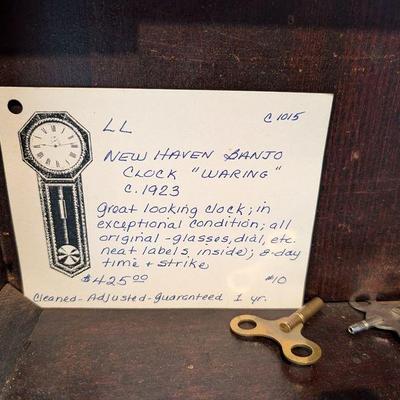 C1015
LL
NEW HAVEN BANJO
CLOCK "WARING"
C. 1923
Great looking clock; in
exceptional condition; all
original - glasses, dial, etc.
neat labels inside; 8-day
time + strike
$425.00 #10
Cleaned - Adjusted - Guaranteed 1 yr.